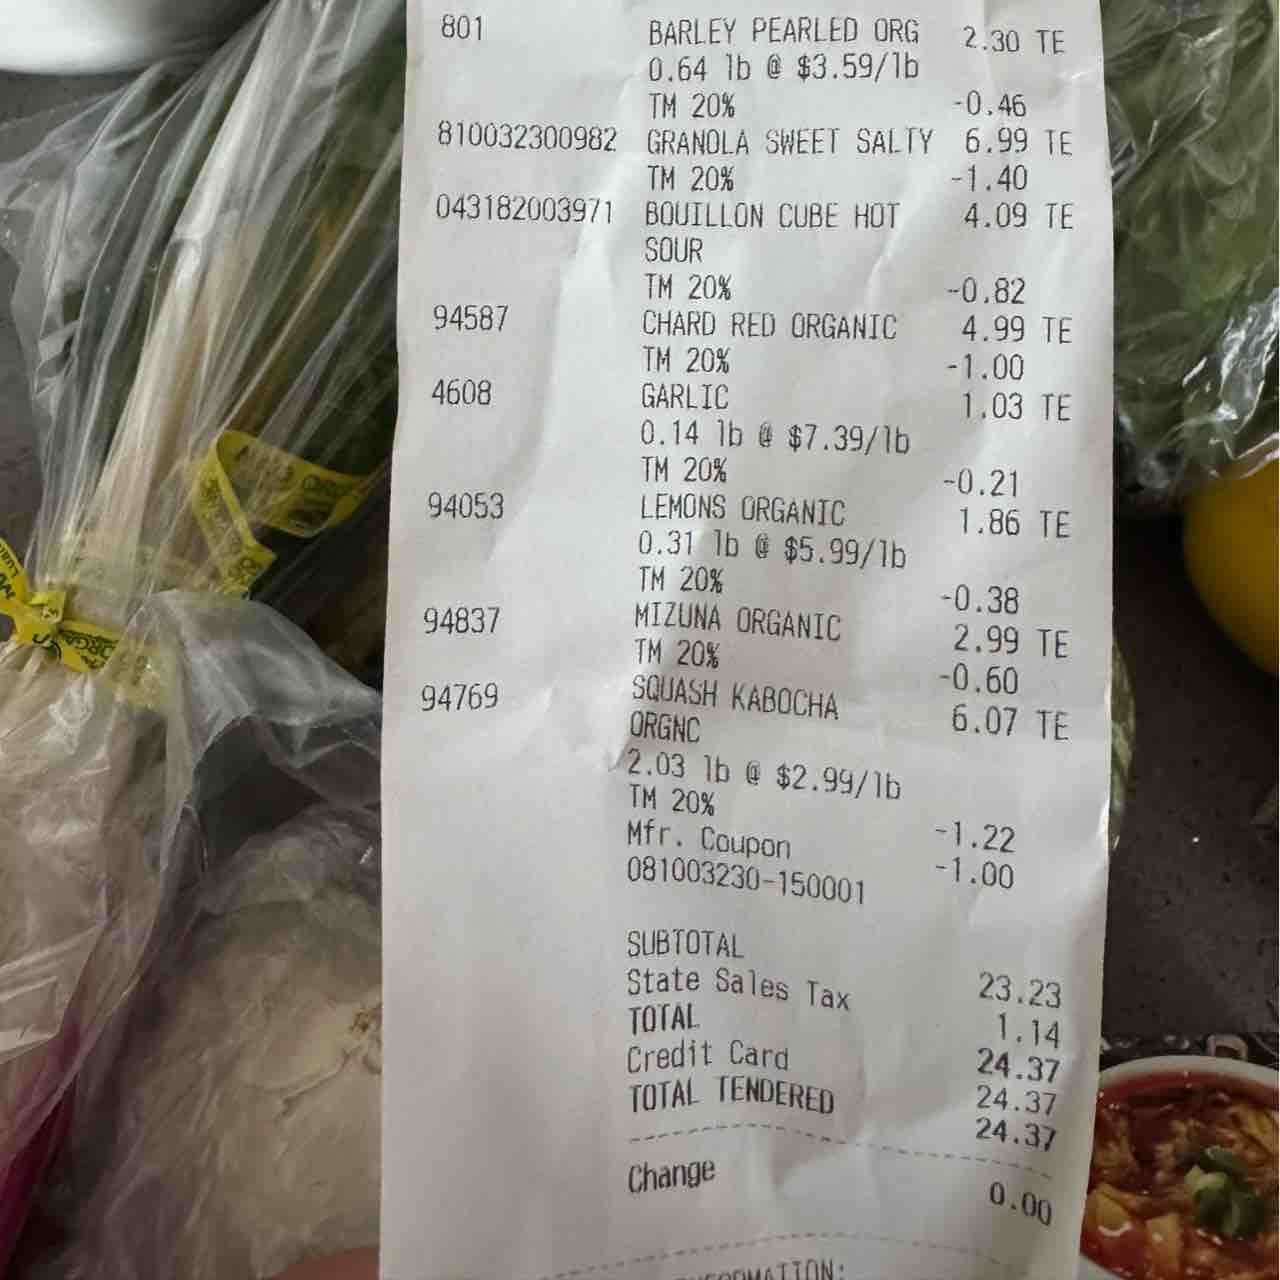 801 BARLEY PEARLED ORG 2.30 TE
0.64 lb @ $3.59/lb
TM 20% -0.46
810032300982 GRANOLA SWEET SALTY 6.99 TE
TM 20% -1.40
043182003971 BOUILLON CUBE HOT 4.09 TE
SOUR
TM 20% -0.82
94587 CHARD RED ORGANIC 4.99 TE
TM 20% -1.00
4608 GARLIC 1.03 TE
0.14 lb @ $7.39/lb
TM 20% -0.21
94053 LEMONS ORGANIC 1.86 TE
0.31 lb @ $5.99/lb
TM 20% -0.38
94837 MIZUNA ORGANIC 2.99 TE
TM 20% -0.60
94769 SQUASH KABOCHA 6.07 TE
ORGNC
2.03 lb @ $2.99/lb
TM 20% -1.22
Mfr. Coupon -1.00
081003230-150001
SUBTOTAL 23.23
State Sales Tax 1.14
TOTAL 24.37
Credit Card 24.37
TOTAL TENDERED 24.37
Change 0.00